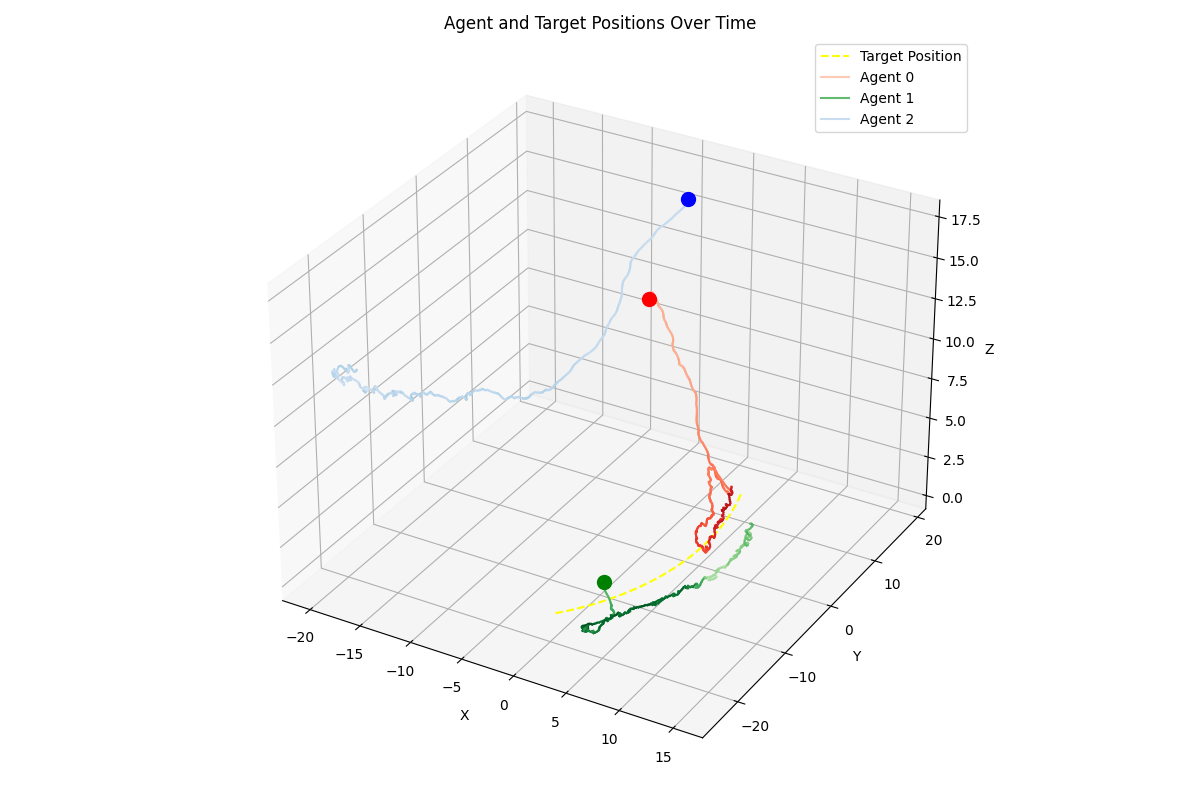 Agent and Target Positions Over Time
Target Position
Agent 0
Agent 1
Agent 2
17.5
15.0
12.5
10.0
7.5
5.0
2.5
0.0
Z
20
10
0
−10
−20
Y
−20
−15
−10
−5
0
5
10
15
X